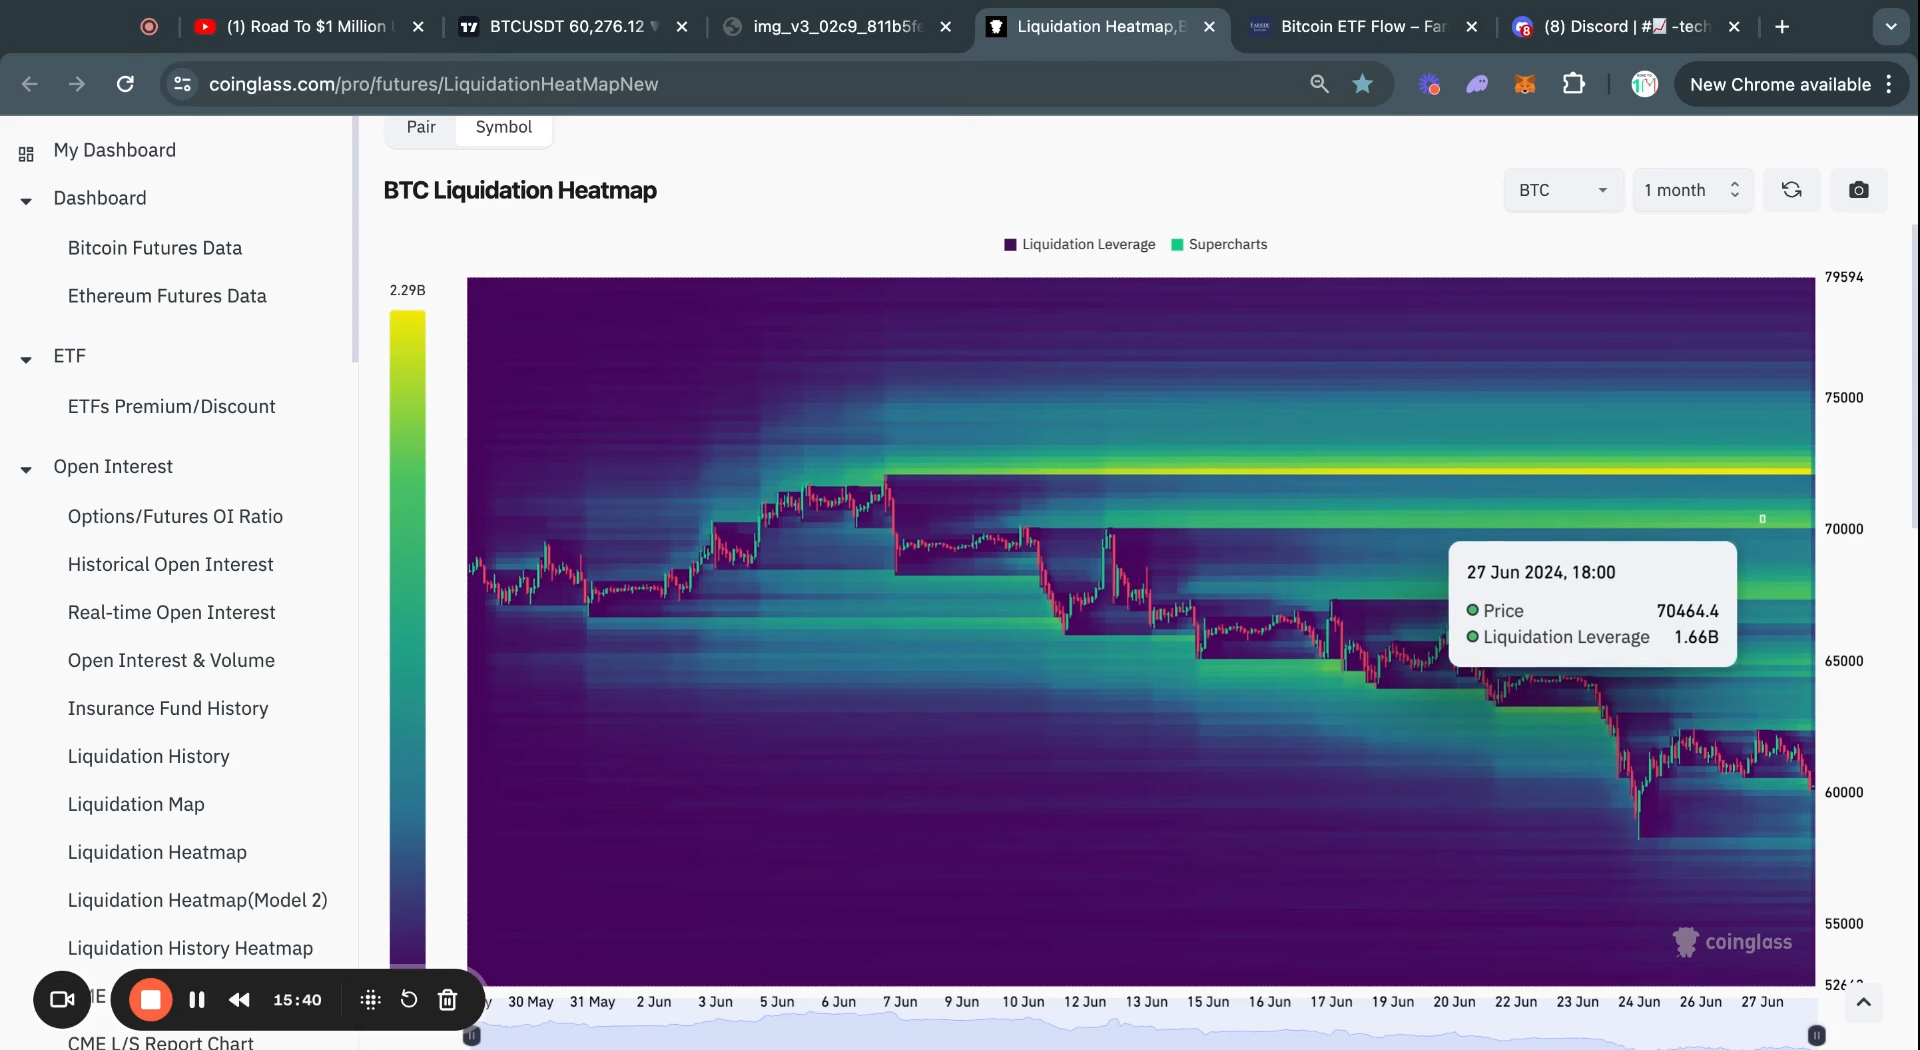 (1) Road To $1 Million
BTCUSDT 60,276.12
img_v3_02c9_811b5fe
Liquidation Heatmap,B
Bitcoin ETF Flow – Far
(8) Discord | #📈 -tech
coinglass.com/pro/futures/LiquidationHeatMapNew
New Chrome available
Pair
Symbol
My Dashboard
Dashboard
Bitcoin Futures Data
Ethereum Futures Data
ETF
ETFs Premium/Discount
Open Interest
Options/Futures OI Ratio
Historical Open Interest
Real-time Open Interest
Open Interest & Volume
Insurance Fund History
Liquidation History
Liquidation Map
Liquidation Heatmap
Liquidation Heatmap(Model 2)
Liquidation History Heatmap
ME
CME L/S Report Chart
15:40
BTC Liquidation Heatmap
BTC
1 month
Liquidation Leverage
Supercharts
2.29B
79594
75000
70000
65000
60000
55000
27 Jun 2024, 18:00
Price 70464.4
Liquidation Leverage 1.66B
coinglass
30 May 31 May 2 Jun 3 Jun 5 Jun 6 Jun 7 Jun 9 Jun 10 Jun 12 Jun 13 Jun 15 Jun 16 Jun 17 Jun 19 Jun 20 Jun 22 Jun 23 Jun 24 Jun 26 Jun 27 Jun